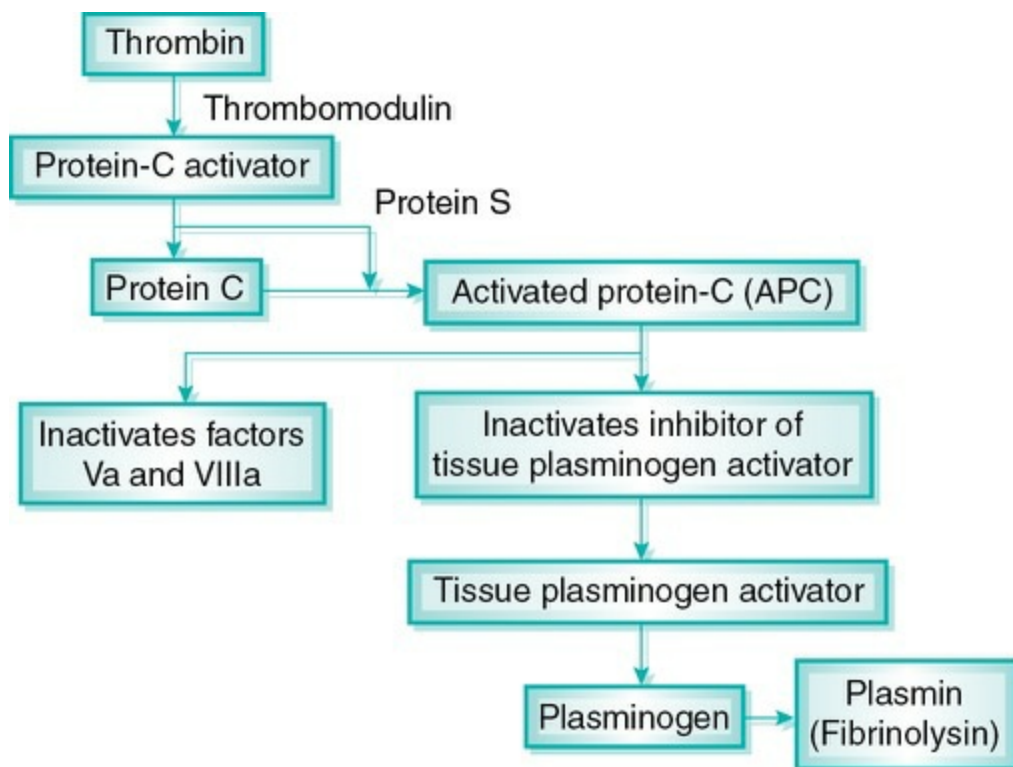 Thrombin
Thrombomodulin
Protein-C activator
Protein S
Protein C
Activated protein-C (APC)
Inactivates factors
Va and VIIIa
Inactivates inhibitor of
tissue plasminogen activator
Tissue plasminogen activator
Plasminogen
Plasmin
(Fibrinolysin)